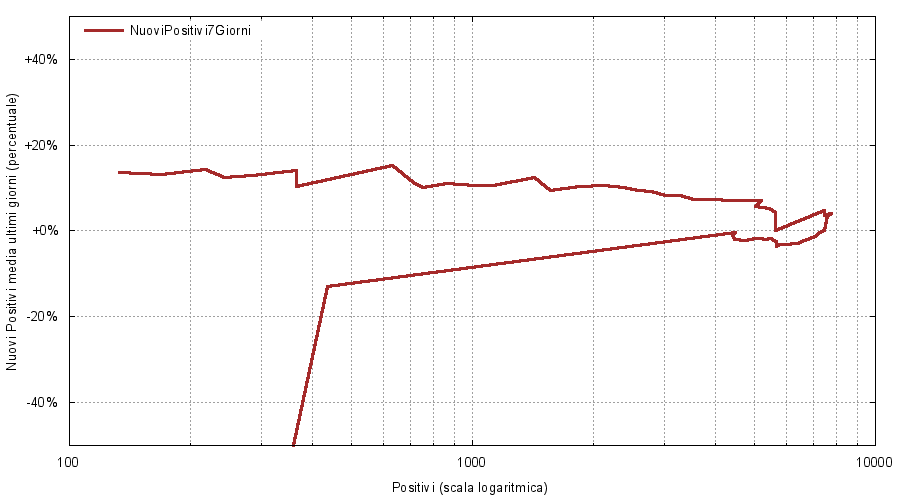 NuoviPositivi7Giorni
+40%
+20%
+0%
-20%
-40%
Nuovi Positivi media ultimi giorni (percentuale)
100
1000
10000
Positivi (scala logaritmica)